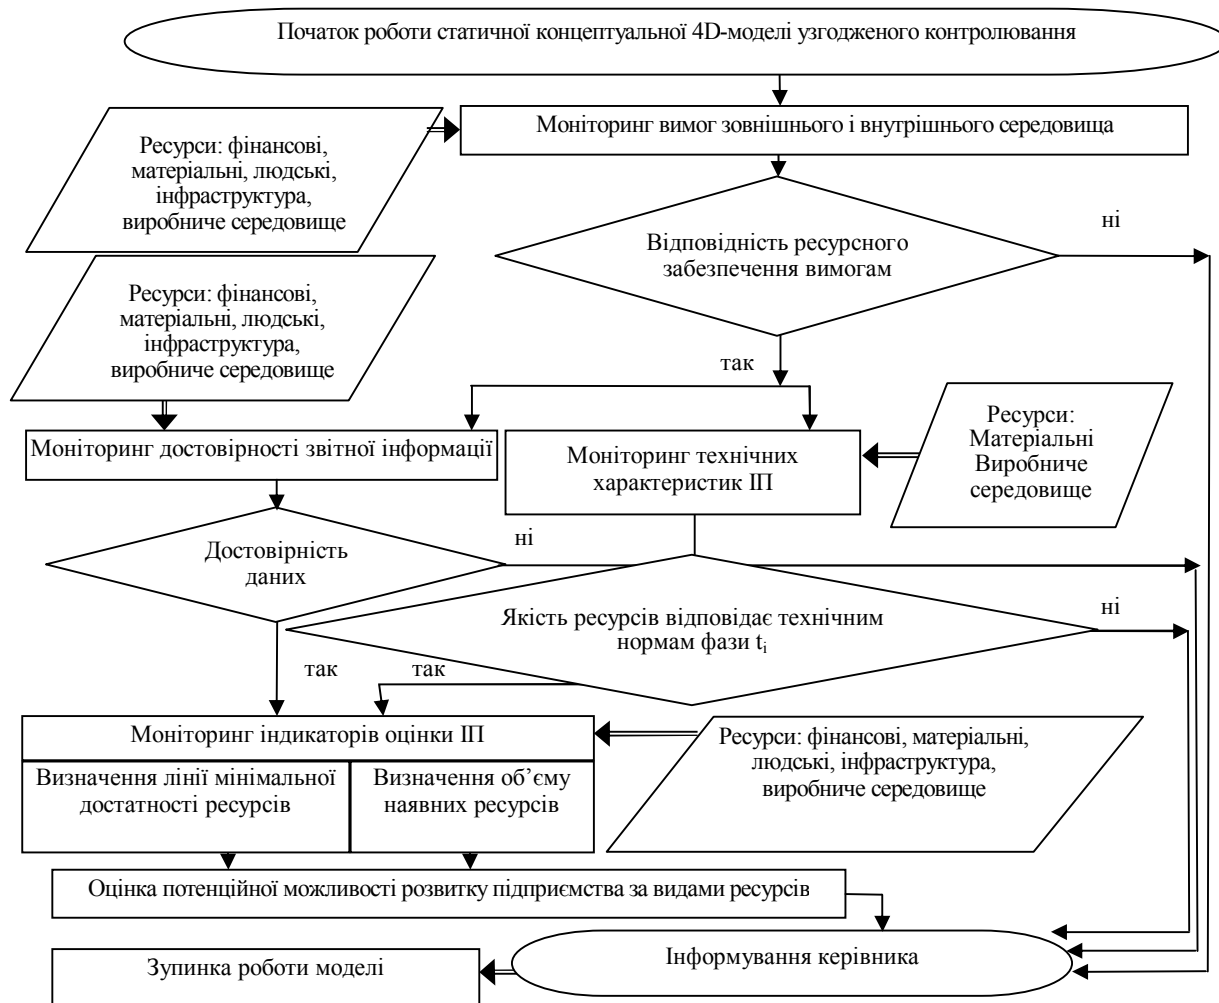 Початок роботи статичної концептуальної 4D-моделі узгодженого контролювання
Моніторинг вимог зовнішнього і внутрішнього середовища
Ресурси: фінансові,
матеріальні, людські,
інфраструктура,
виробниче середовище
ні
Відповідність ресурсного
забезпечення вимогам
Ресурси: фінансові,
матеріальні, людські,
інфраструктура,
виробниче середовище
так
Ресурси:
Матеріальні
Виробниче
середовище
Моніторинг достовірності звітної інформації
Моніторинг технічних
характеристик ІП
ні
Достовірність
даних
ні
Якість ресурсів відповідає технічним
нормам фази ti
так
так
Моніторинг індикаторів оцінки ІП
Ресурси: фінансові, матеріальні,
людські, інфраструктура,
виробниче середовище
Визначення лінії мінімальної
достатності ресурсів
Визначення об’єму
наявних ресурсів
Оцінка потенційної можливості розвитку підприємства за видами ресурсів
Інформування керівника
Зупинка роботи моделі